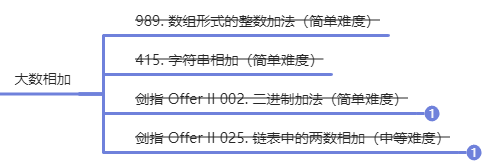 989. 数组形式的整数加法（简单难度）
415. 字符串相加（简单难度）
大数相加
剑指 Offer II 002. 二进制加法（简单难度）
1
剑指 Offer II 025. 链表中的两数相加（中等难度）
1